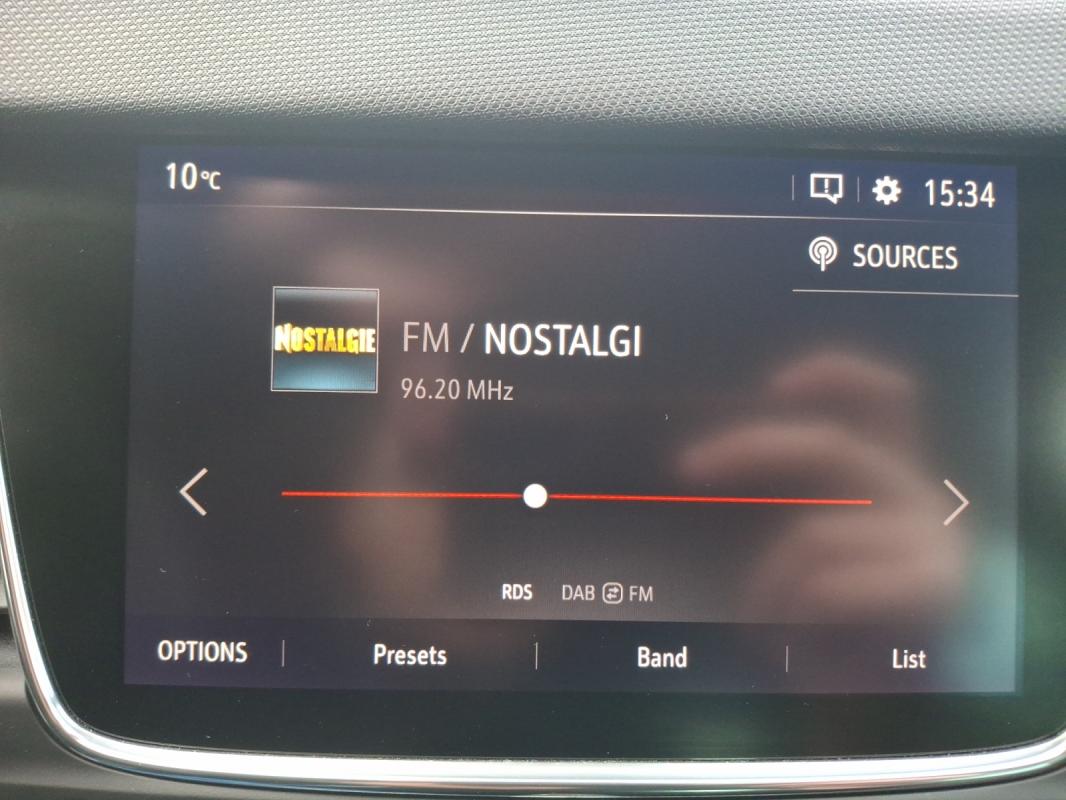 10°C 15:34
SOURCES
NOSTALGIE
FM / NOSTALGI
96.20 MHz
RDS DAB FM
OPTIONS Presets Band List